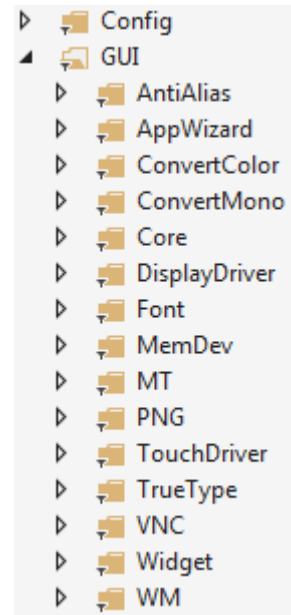 Config
GUI
AntiAlias
AppWizard
ConvertColor
ConvertMono
Core
DisplayDriver
Font
MemDev
MT
PNG
TouchDriver
TrueType
VNC
Widget
WM